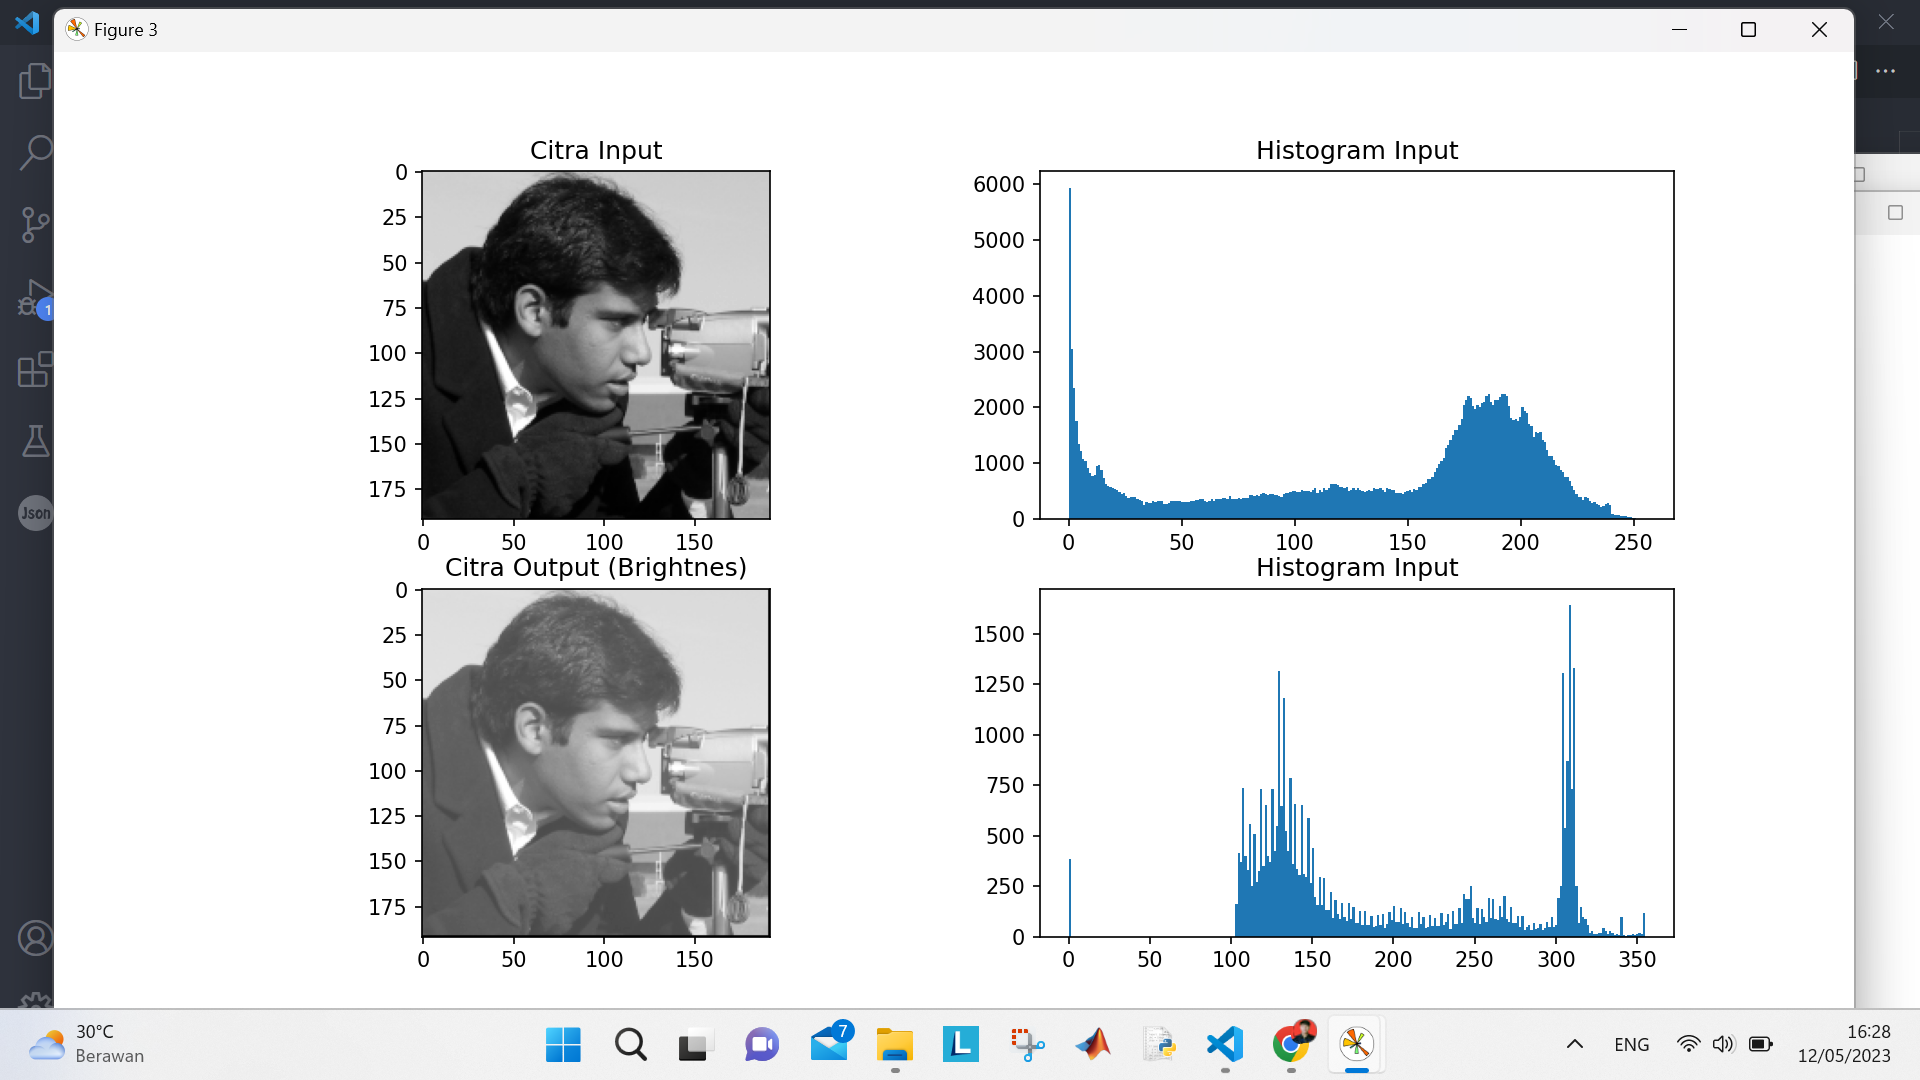 Figure 3
Citra Input
0
25
50
75
100
125
150
175
0 50 100 150
Histogram Input
6000
5000
4000
3000
2000
1000
0
0 50 100 150 200 250
Citra Output (Brightnes)
0
25
50
75
100
125
150
175
0 50 100 150
Histogram Input
1500
1250
1000
750
500
250
0
0 50 100 150 200 250 300 350
1
Json
30°C
Berawan
7
L
ENG
16:28
12/05/2023